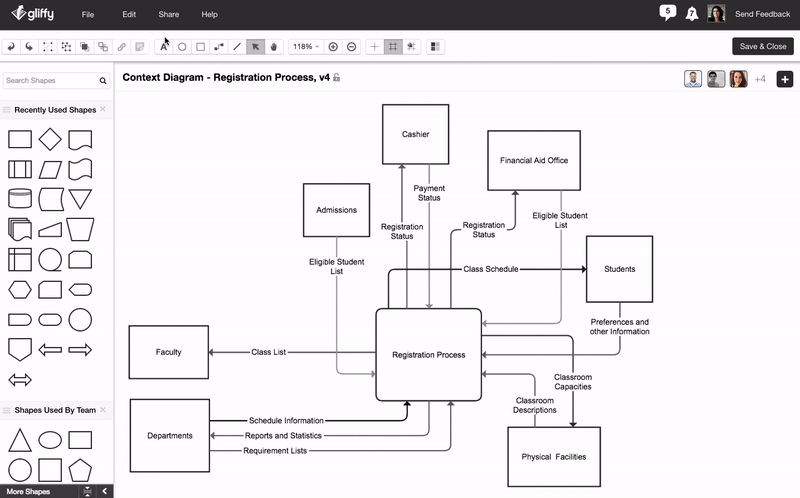 gliffy
File
Edit
Share
Help
5
7
Send Feedback
A
118%
Save & Close
Search Shapes
Context Diagram - Registration Process, v4
+4
Recently Used Shapes
Shapes Used By Team
More Shapes
Cashier
Financial Aid Office
Admissions
Payment
Status
Registration
Status
Registration
Status
Eligible Student
List
Eligible Student
List
Class Schedule
Students
Preferences and
other Information
Faculty
Class List
Registration Process
Classroom
Capacities
Classroom
Descriptions
Departments
Schedule Information
Reports and Statistics
Requirement Lists
Physical Facilities